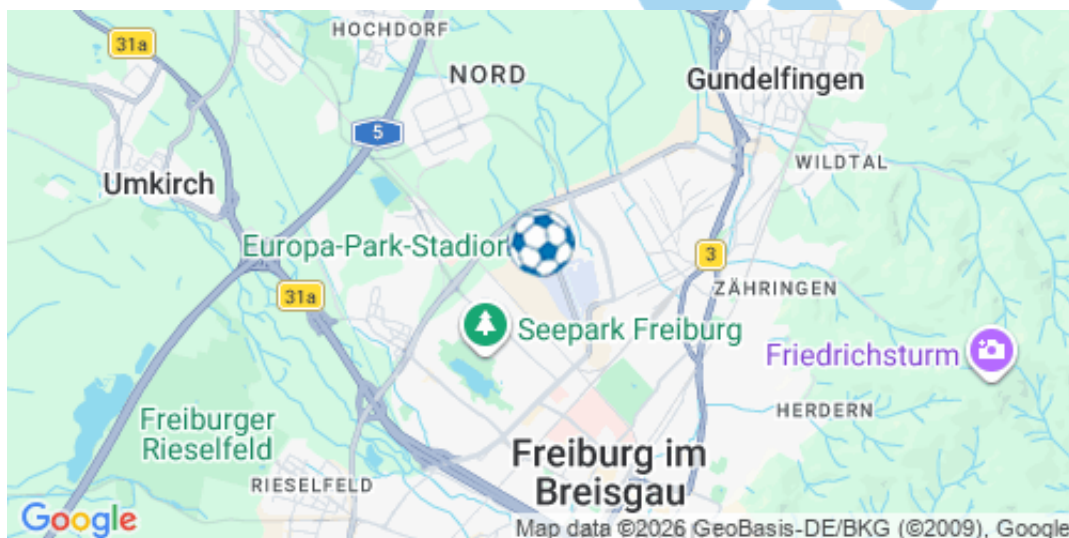 HOCHDORF
31a
NORD
Gundelfingen
5
WILDTAL
Umkirch
Europa-Park-Stadion
3
ZÄHRINGEN
31a
Seepark Freiburg
Friedrichsturm
HERDERN
Freiburger
Rieselfeld
Freiburg im
Breisgau
RIESELFELD
Google
Map data ©2026 GeoBasis-DE/BKG (©2009), Google